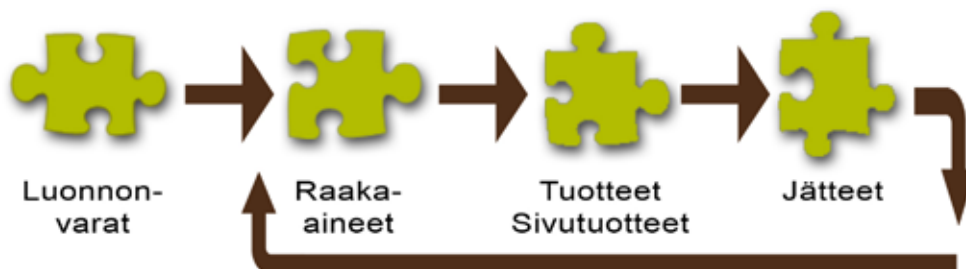 Luonnon-
varat
Raaka-
aineet
Tuotteet
Sivutuotteet
Jätteet